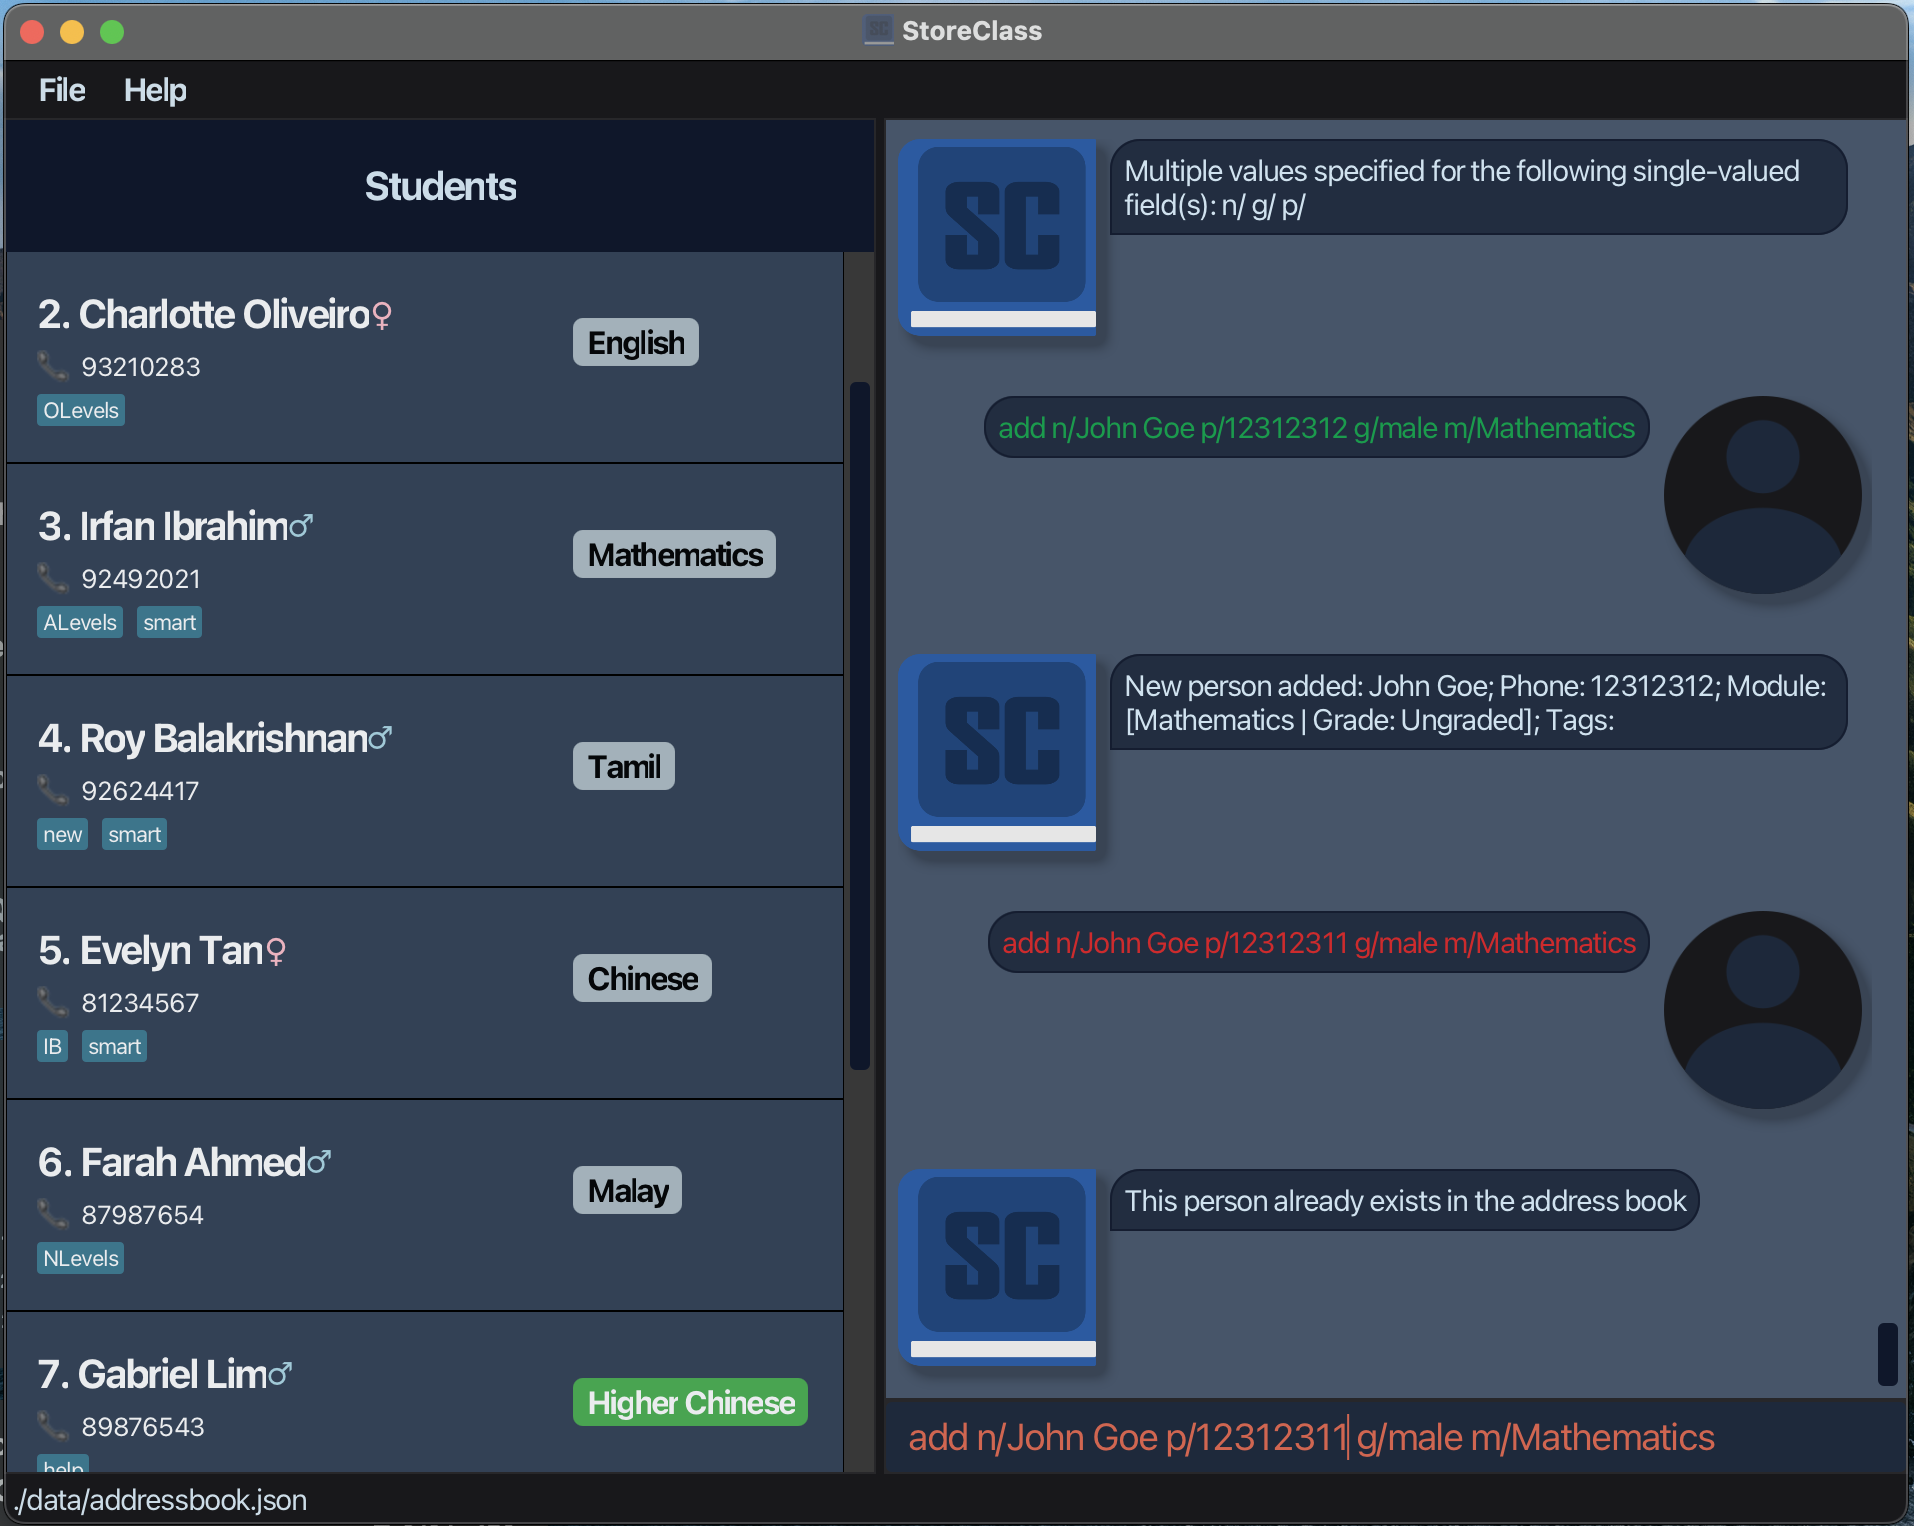 StoreClass
File Help
Students
2. Charlotte Oliveiro♀
English
93210283
OLevels
3. Irfan Ibrahim♂
Mathematics
92492021
ALevels smart
4. Roy Balakrishnan♂
Tamil
92624417
new smart
5. Evelyn Tan♀
Chinese
81234567
IB smart
6. Farah Ahmed♂
Malay
87987654
NLevels
7. Gabriel Lim♂
Higher Chinese
89876543
help
SC
Multiple values specified for the following single-valued
field(s): n/ g/ p/
add n/John Goe p/12312312 g/male m/Mathematics
SC
New person added: John Goe; Phone: 12312312; Module:
[Mathematics | Grade: Ungraded]; Tags:
add n/John Goe p/12312311 g/male m/Mathematics
SC
This person already exists in the address book
add n/John Goe p/12312311 g/male m/Mathematics
./data/addressbook.json